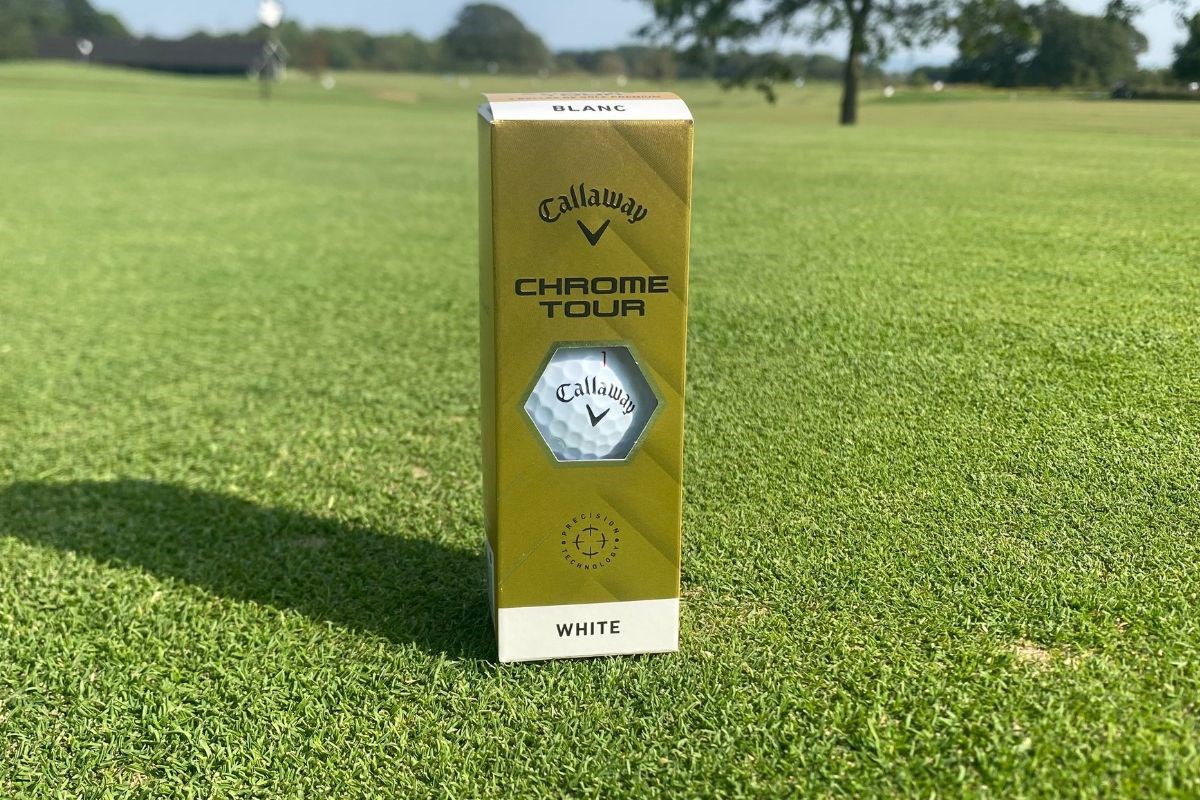 BLANC
Callaway
CHROME
TOUR
1
Callaway
PRECISION
TECHNOLOGY
WHITE